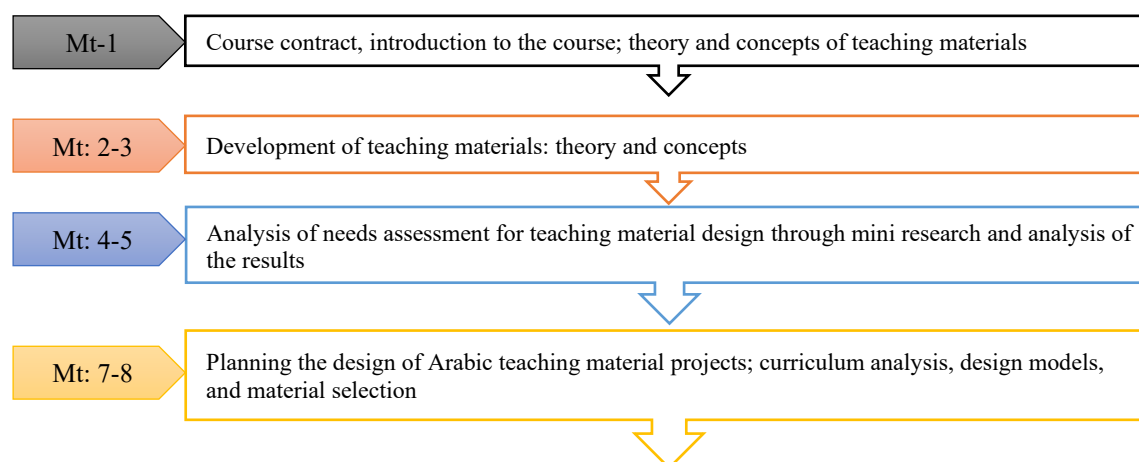 Mt-1
Course contract, introduction to the course; theory and concepts of teaching materials
Mt: 2-3
Development of teaching materials: theory and concepts
Mt: 4-5
Analysis of needs assessment for teaching material design through mini research and analysis of
the results
Mt: 7-8
Planning the design of Arabic teaching material projects; curriculum analysis, design models,
and material selection